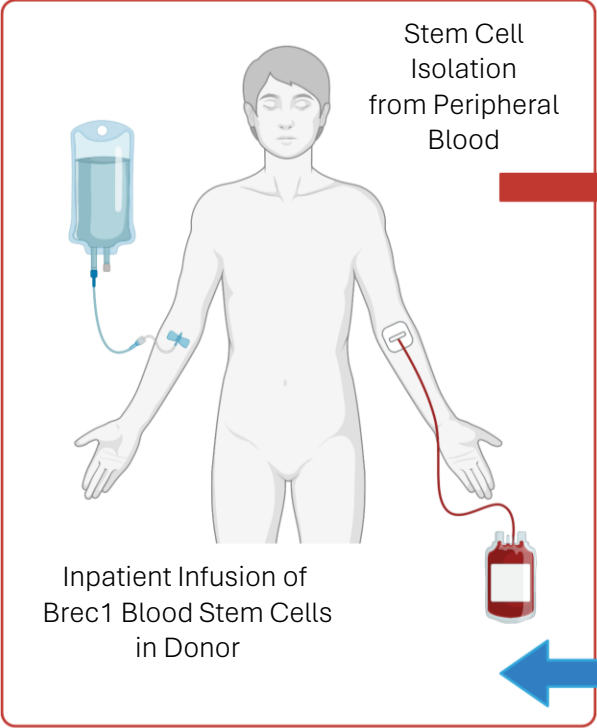 Stem Cell
Isolation
from Peripheral
Blood
Inpatient Infusion of
Brec1 Blood Stem Cells
in Donor